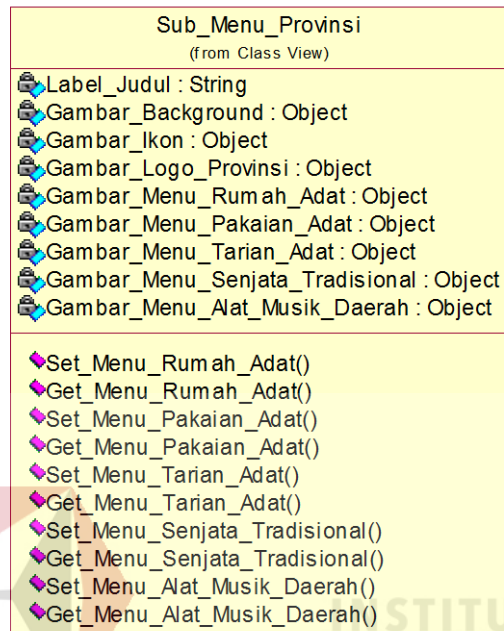 Sub_Menu_Provinsi
(from Class View)
Label_Judul : String
Gambar_Background : Object
Gambar_Ikon : Object
Gambar_Logo_Provinsi : Object
Gambar_Menu_Rumah_Adat : Object
Gambar_Menu_Pakaian_Adat : Object
Gambar_Menu_Tarian_Adat : Object
Gambar_Menu_Senjata_Tradisional : Object
Gambar_Menu_Alat_Musik_Daerah : Object
Set_Menu_Rumah_Adat()
Get_Menu_Rumah_Adat()
Set_Menu_Pakaian_Adat()
Get_Menu_Pakaian_Adat()
Set_Menu_Tarian_Adat()
Get_Menu_Tarian_Adat()
Set_Menu_Senjata_Tradisional()
Get_Menu_Senjata_Tradisional()
Set_Menu_Alat_Musik_Daerah()
Get_Menu_Alat_Musik_Daerah()
INSTITU